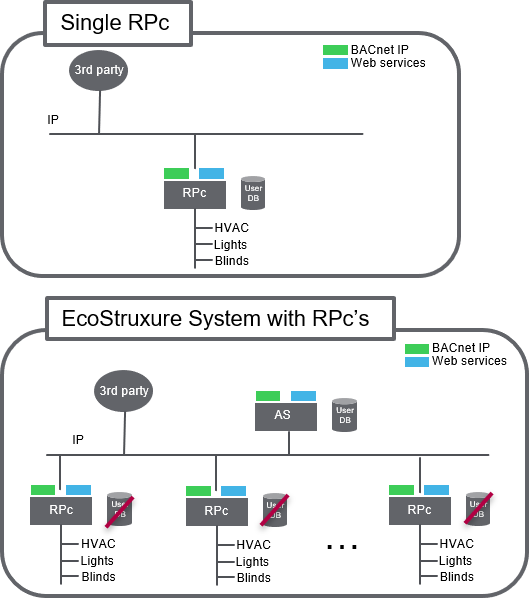 Single RPc
BACnet IP
Web services
3rd party
IP
RPc
User
DB
HVAC
Lights
Blinds
EcoStruxure System with RPc's
BACnet IP
Web services
3rd party
AS
User
DB
IP
RPc
User
DB
RPc
User
DB
RPc
User
DB
HVAC
Lights
Blinds
HVAC
Lights
Blinds
...
HVAC
Lights
Blinds